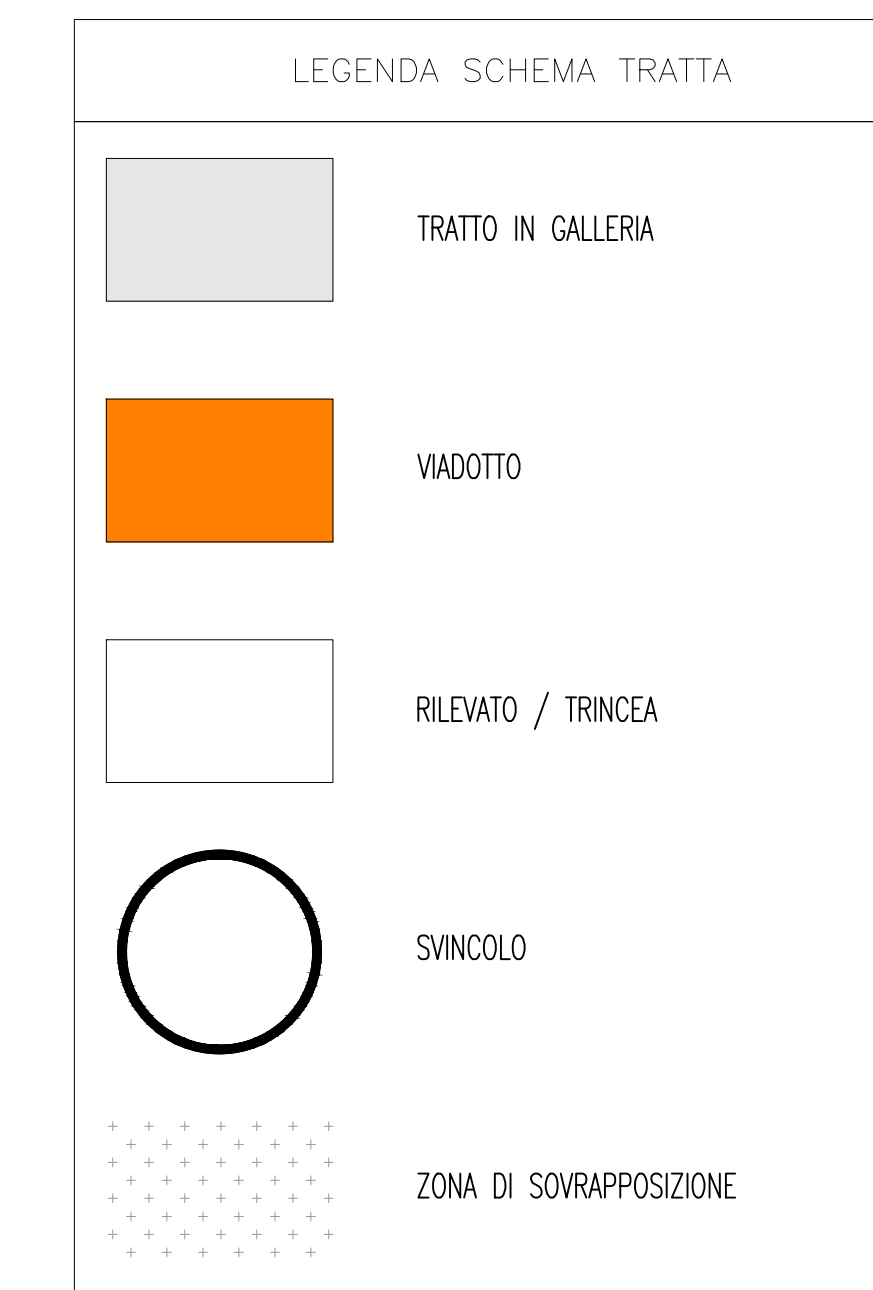 LEGENDA SCHEMA TRATTA
TRATTO IN GALLERIA
VIADOTTO
RILEVATO / TRINCEA
SVINCOLO
ZONA DI SOVRAPPOSIZIONE